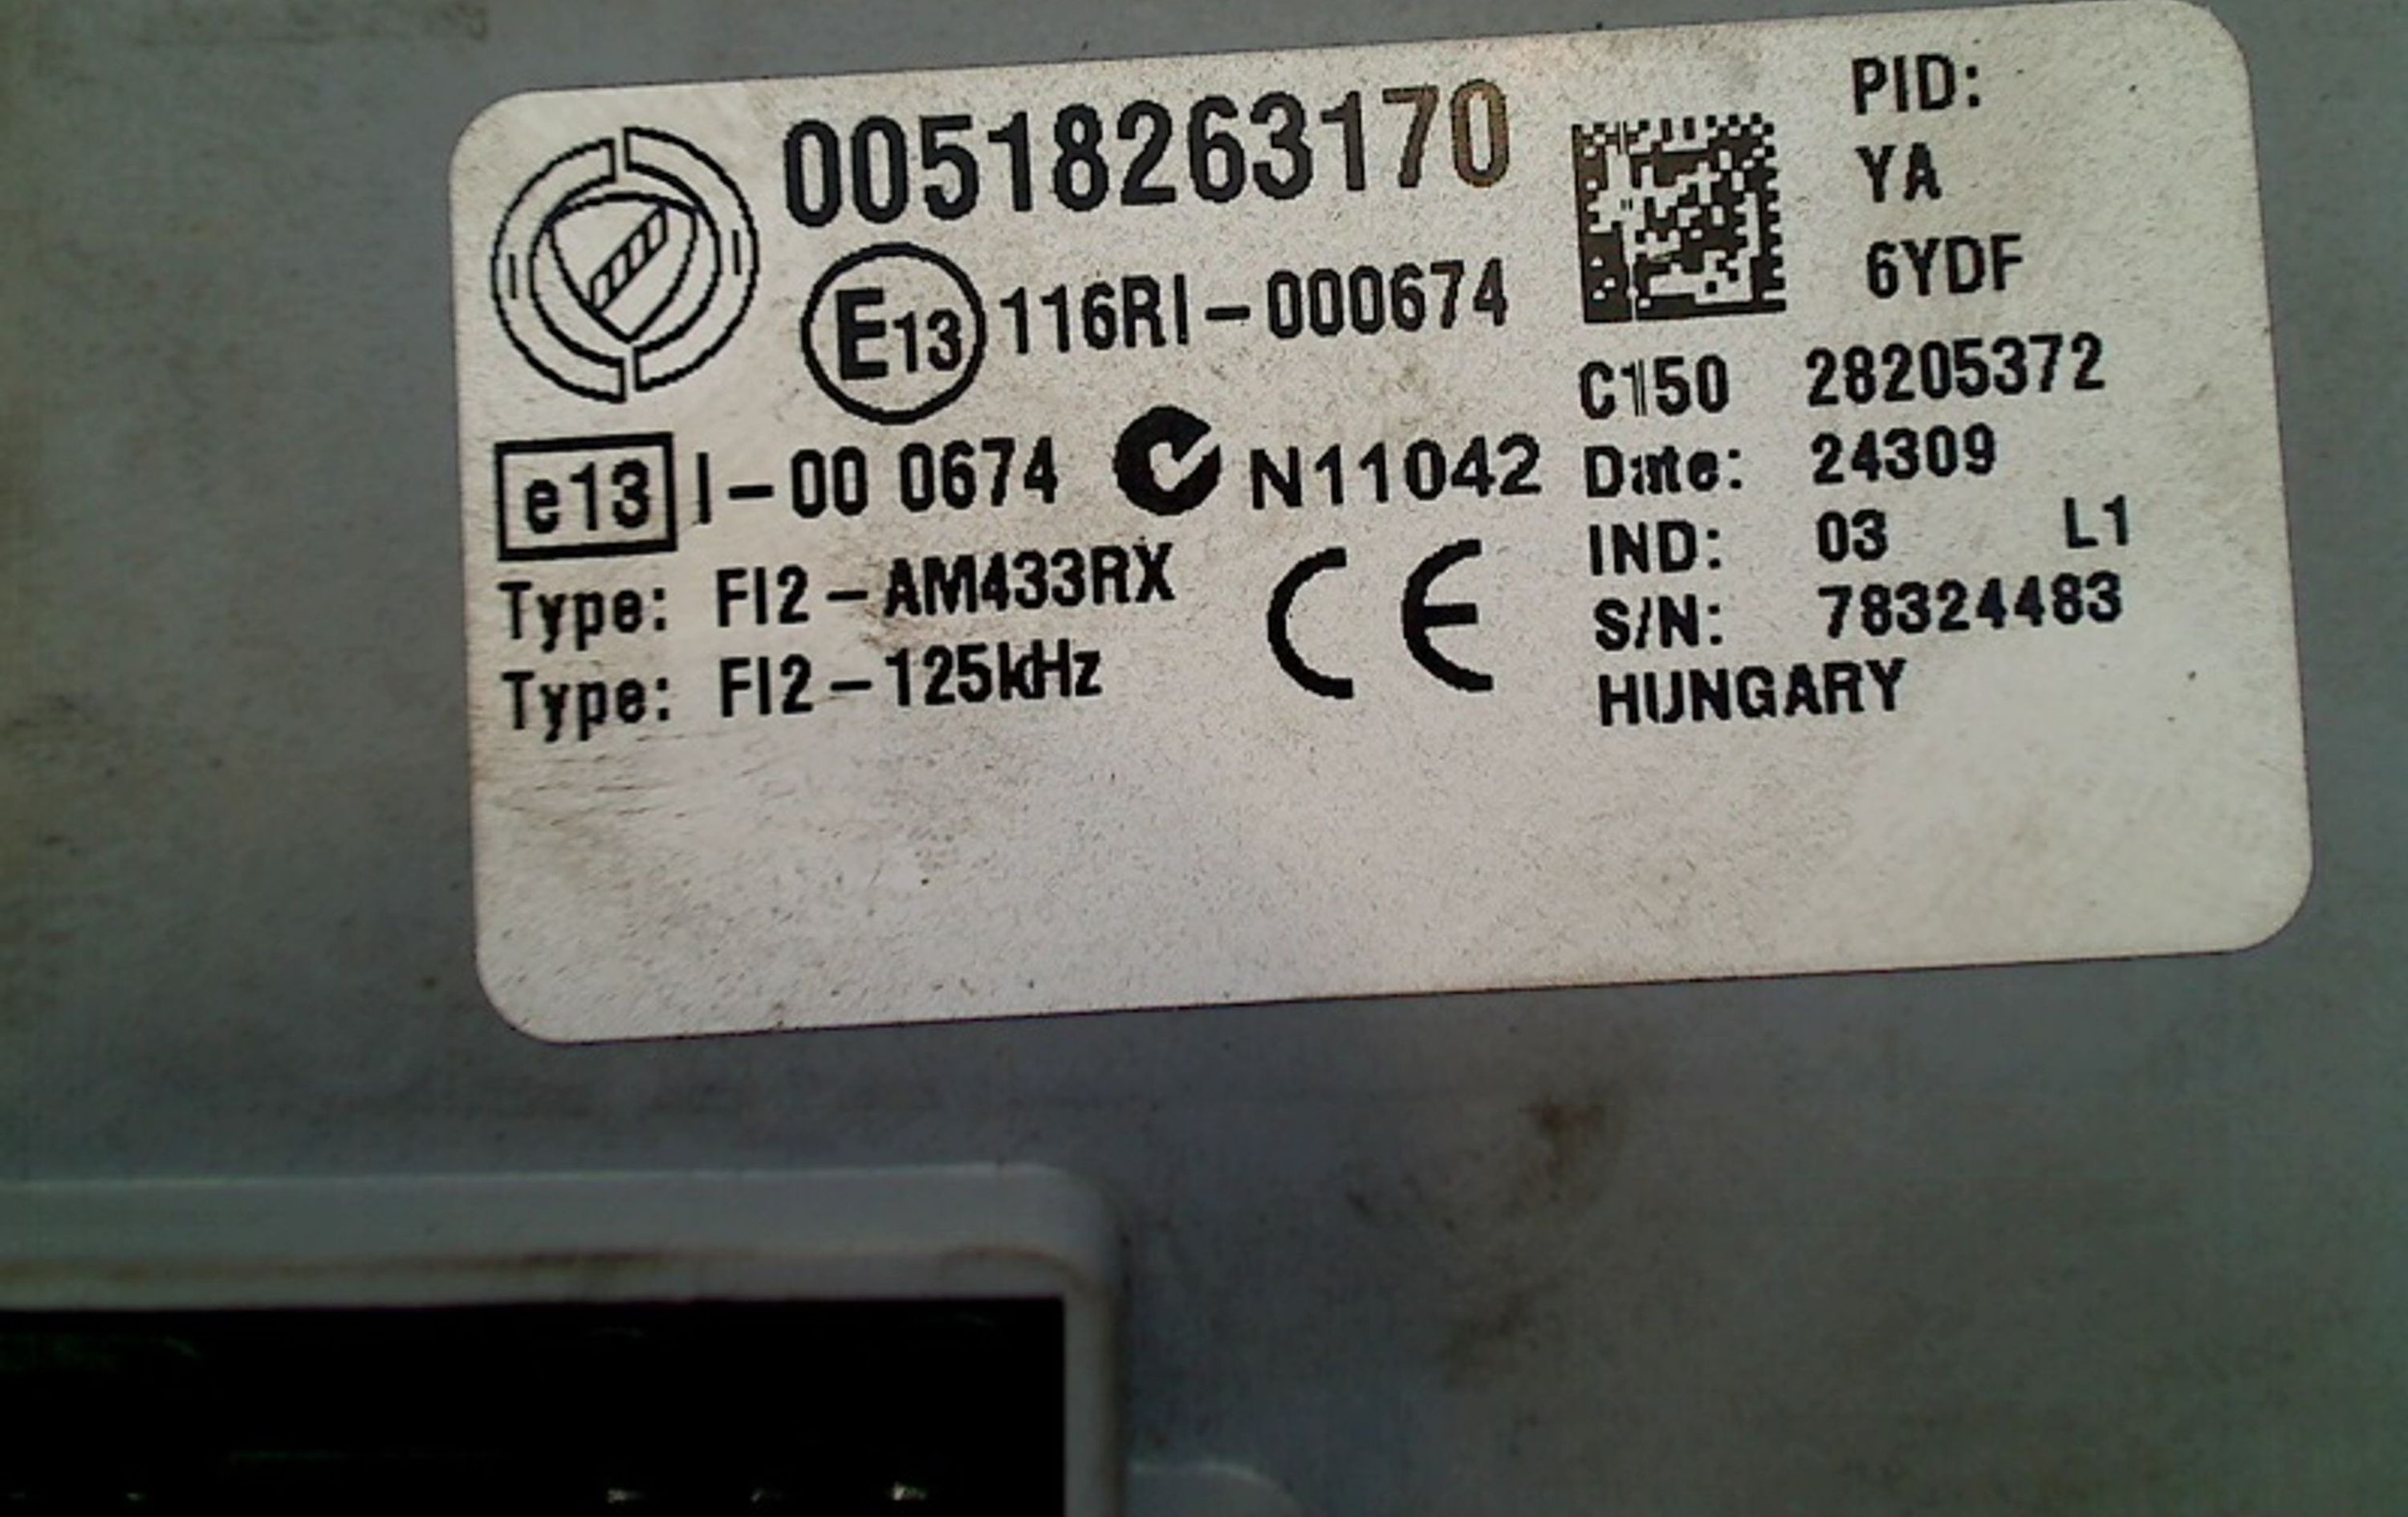 00518263170
E13 116RI-000674
e13 I-00 0674 N11042
Type: FI2-AM433RX
Type: FI2-125kHz
CE
PID:
YA
6YDF
C150 28205372
Date: 24309
IND: 03 L1
S/N: 78324483
HUNGARY